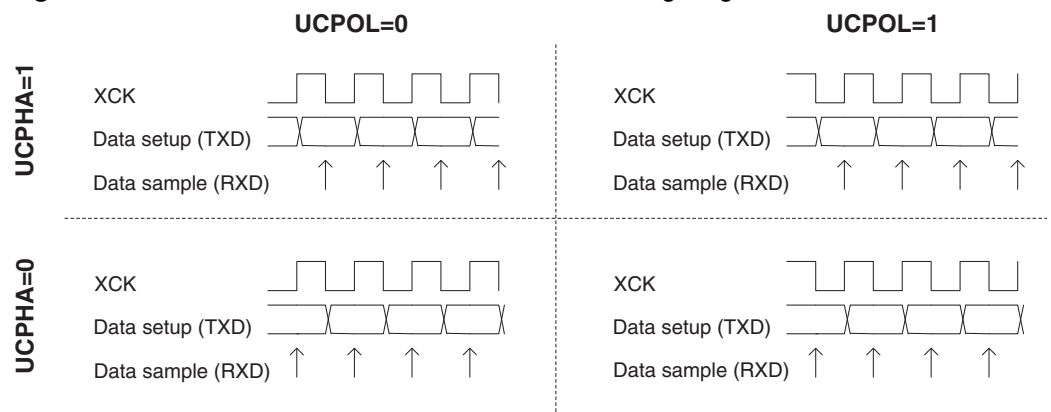 UCPOL=0
UCPOL=1
UCPHA=1
XCK
Data setup (TXD)
Data sample (RXD)
XCK
Data setup (TXD)
Data sample (RXD)
UCPHA=0
XCK
Data setup (TXD)
Data sample (RXD)
XCK
Data setup (TXD)
Data sample (RXD)